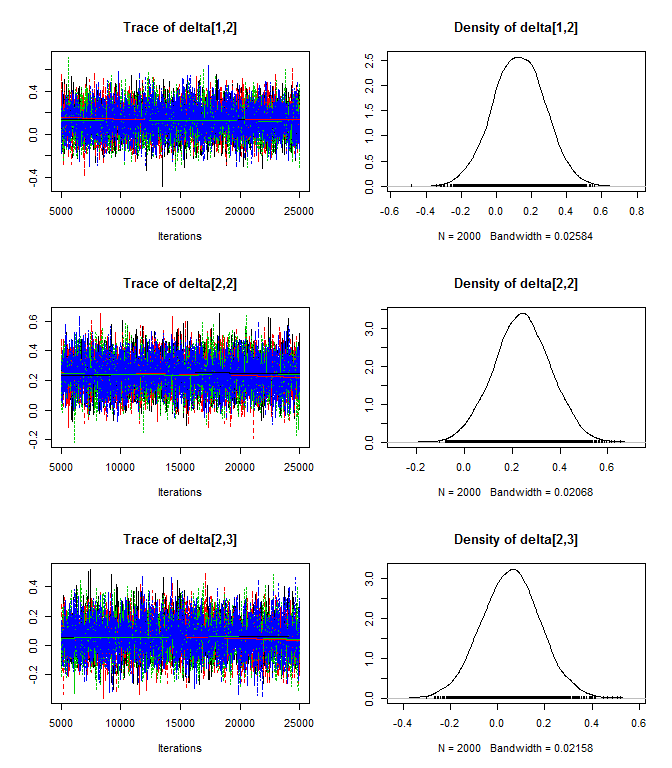 Trace of delta[1,2]
0.4
0.0
-0.4
5000 10000 15000 20000 25000
Iterations
Density of delta[1,2]
2.5
2.0
1.5
1.0
0.5
0.0
-0.6 -0.4 -0.2 0.0 0.2 0.4 0.6 0.8
N = 2000 Bandwidth = 0.02584
Trace of delta[2,2]
0.6
0.4
0.2
0.0
-0.2
5000 10000 15000 20000 25000
Iterations
Density of delta[2,2]
3.0
2.0
1.0
0.0
-0.2 0.0 0.2 0.4 0.6
N = 2000 Bandwidth = 0.02068
Trace of delta[2,3]
0.4
0.2
0.0
-0.2
5000 10000 15000 20000 25000
Iterations
Density of delta[2,3]
3.0
2.0
1.0
0.0
-0.4 -0.2 0.0 0.2 0.4 0.6
N = 2000 Bandwidth = 0.02158